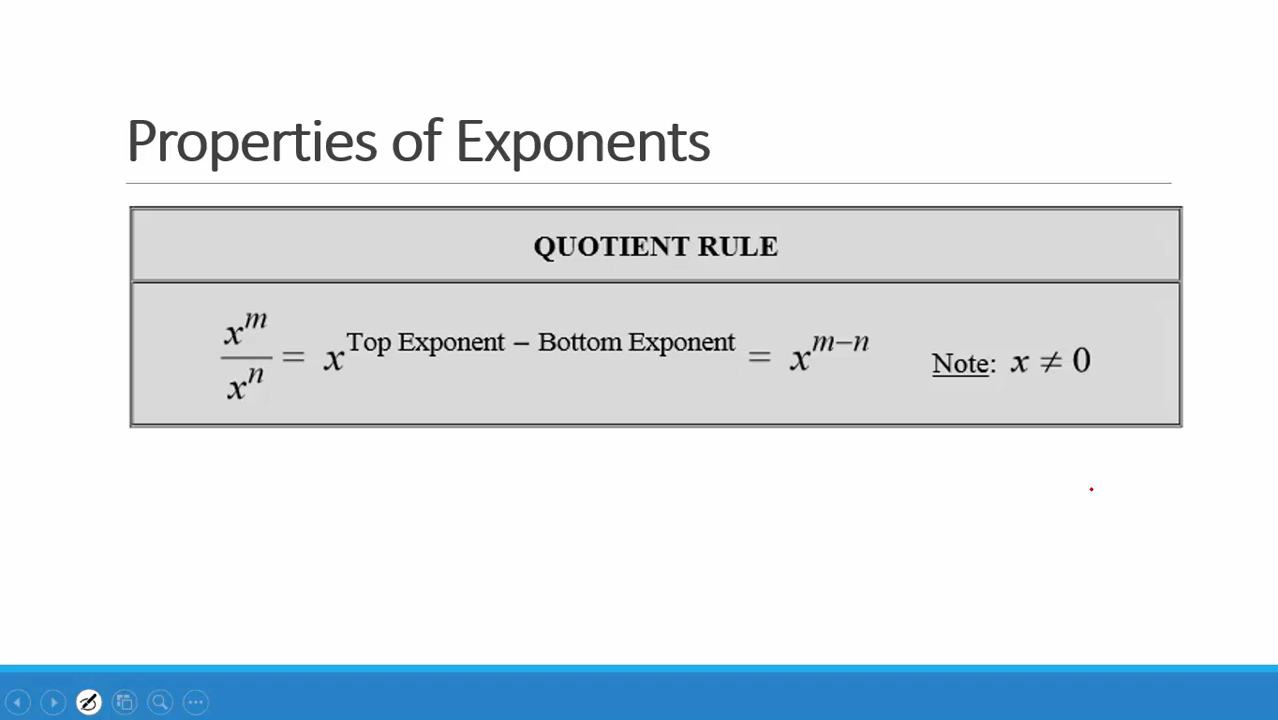 Properties of Exponents
QUOTIENT RULE
x^m / x^n = x^(Top Exponent − Bottom Exponent) = x^(m−n) Note: x ≠ 0